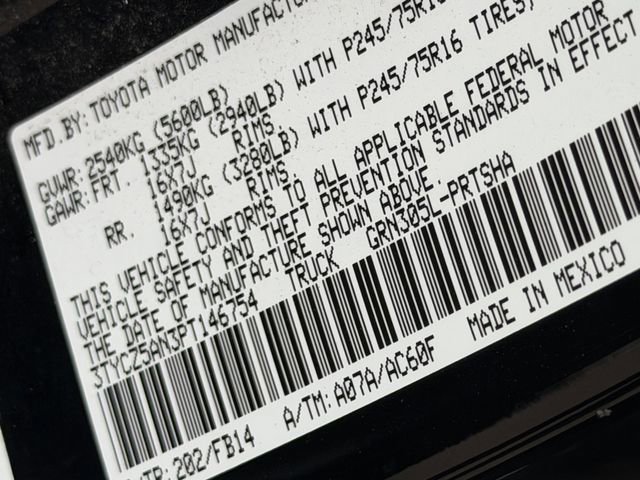 MFD.BY: TOYOTA MOTOR MANUFACTUR
GVWR: 2540KG (5600LB)
GAWR: FRT. 1335KG (2940LB) WITH P245/75R16
16X7J RIMS,
RR. 1490KG (3280LB) WITH P245/75R16 TIRES,
16X7J RIMS,
THIS VEHICLE CONFORMS TO ALL APPLICABLE FEDERAL MOTOR
VEHICLE SAFETY AND THEFT PREVENTION STANDARDS IN EFFECT
THE DATE OF MANUFACTURE SHOWN ABOVE.
3TYCZ5AN3PT146754 TRUCK GRN305L-PRTSHA
/TR: 202/FB14 A/TM: A07A/AC60F MADE IN MEXICO